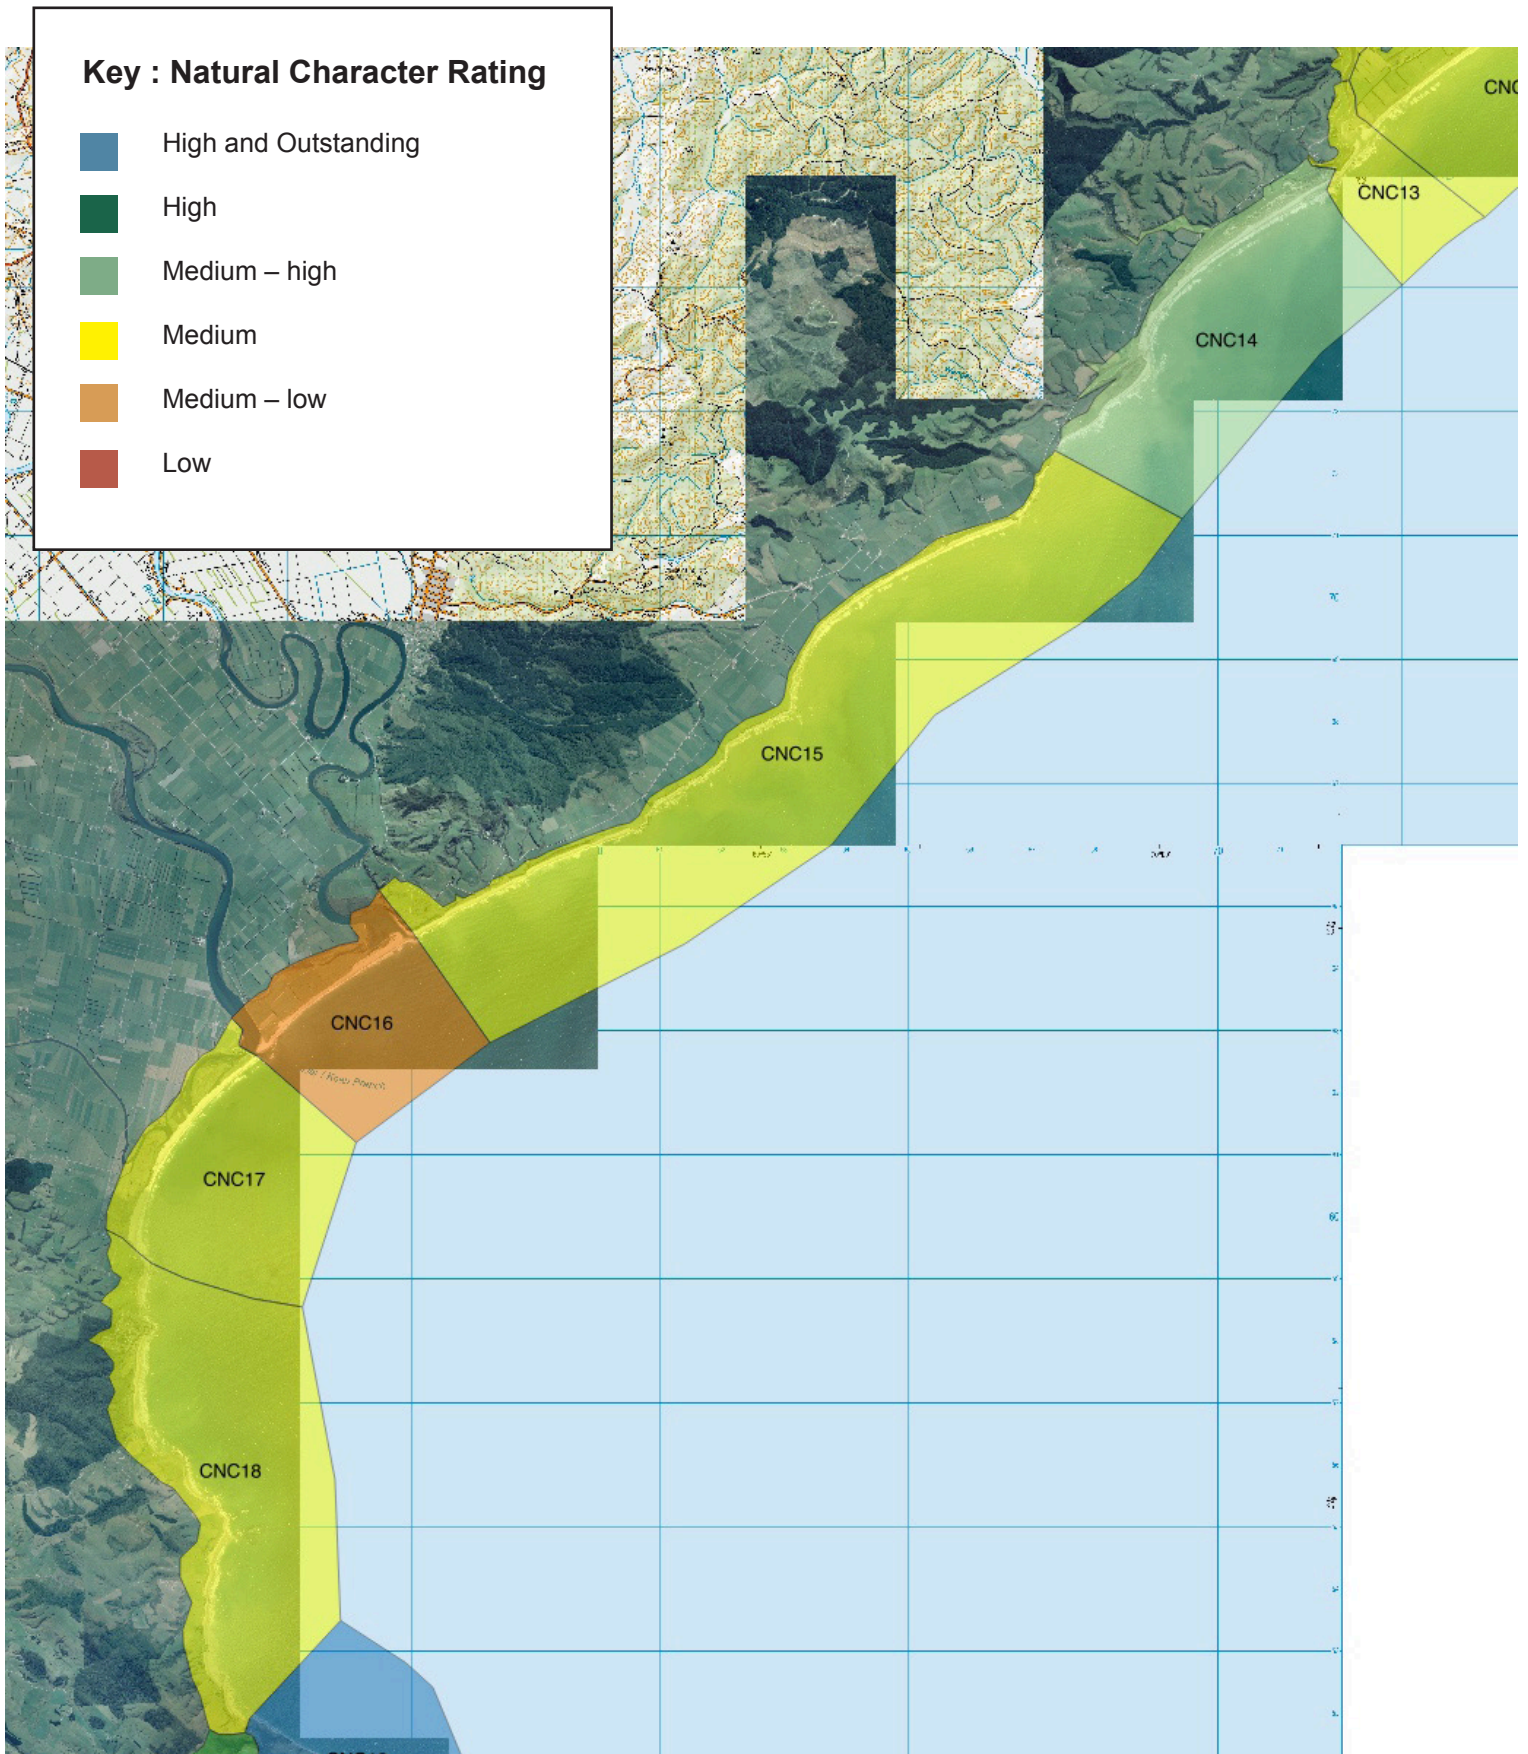 Key : Natural Character Rating
High and Outstanding
High
Medium – high
Medium
Medium – low
Low
CNC13
CNC14
CNC15
CNC16
CNC17
CNC18